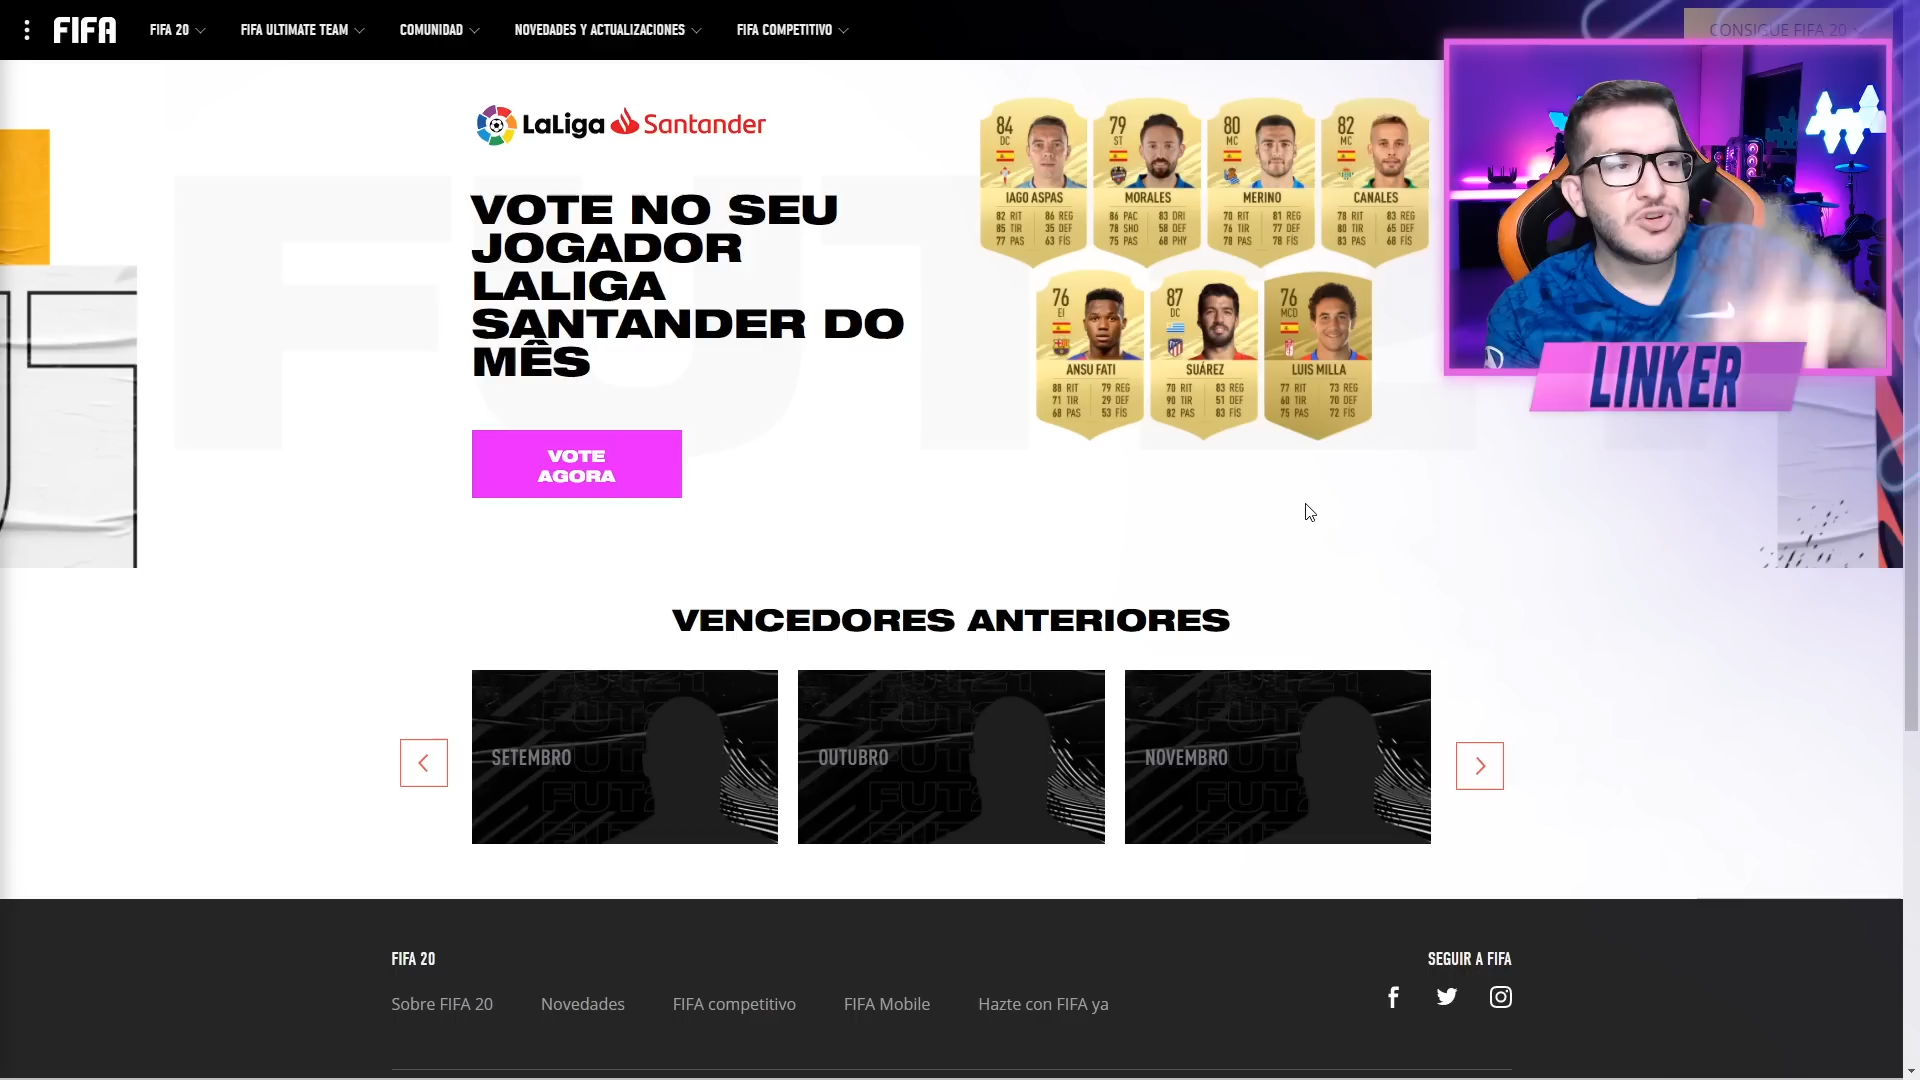 FIFA
FIFA 20
FIFA ULTIMATE TEAM
COMUNIDAD
NOVEDADES Y ACTUALIZACIONES
FIFA COMPETITIVO
CONSIGUE FIFA 20
LaLiga Santander
VOTE NO SEU
JOGADOR
LALIGA
SANTANDER DO
MÊS
VOTE
AGORA
84
DC
IAGO ASPAS
82 RIT 86 REG
85 TIR 35 DEF
77 PAS 63 FÍS
79
ST
MORALES
86 PAC 83 DRI
78 SHO 58 DEF
75 PAS 68 PHY
80
MC
MERINO
70 RIT 81 REG
76 TIR 77 DEF
78 PAS 78 FÍS
82
MC
CANALES
78 RIT 83 REG
80 TIR 65 DEF
83 PAS 68 FÍS
76
EI
ANSU FATI
88 RIT 79 REG
71 TIR 29 DEF
68 PAS 53 FÍS
87
DC
SUÁREZ
70 RIT 83 REG
90 TIR 51 DEF
82 PAS 83 FÍS
76
MCD
LUIS MILLA
77 RIT 73 REG
60 TIR 70 DEF
75 PAS 72 FÍS
LINKER
VENCEDORES ANTERIORES
SETEMBRO
OUTUBRO
NOVEMBRO
FIFA 20
SEGUIR A FIFA
Sobre FIFA 20
Novedades
FIFA competitivo
FIFA Mobile
Hazte con FIFA ya